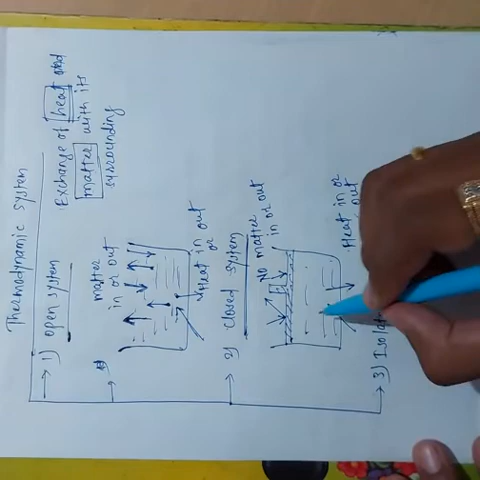 Thermodynamic system
1) open system
Exchange of heat and
matter with its
surrounding
matter
in or out
Heat in out
or
2) closed system
No matter
in or out
Heat in or
out
3) Isolat